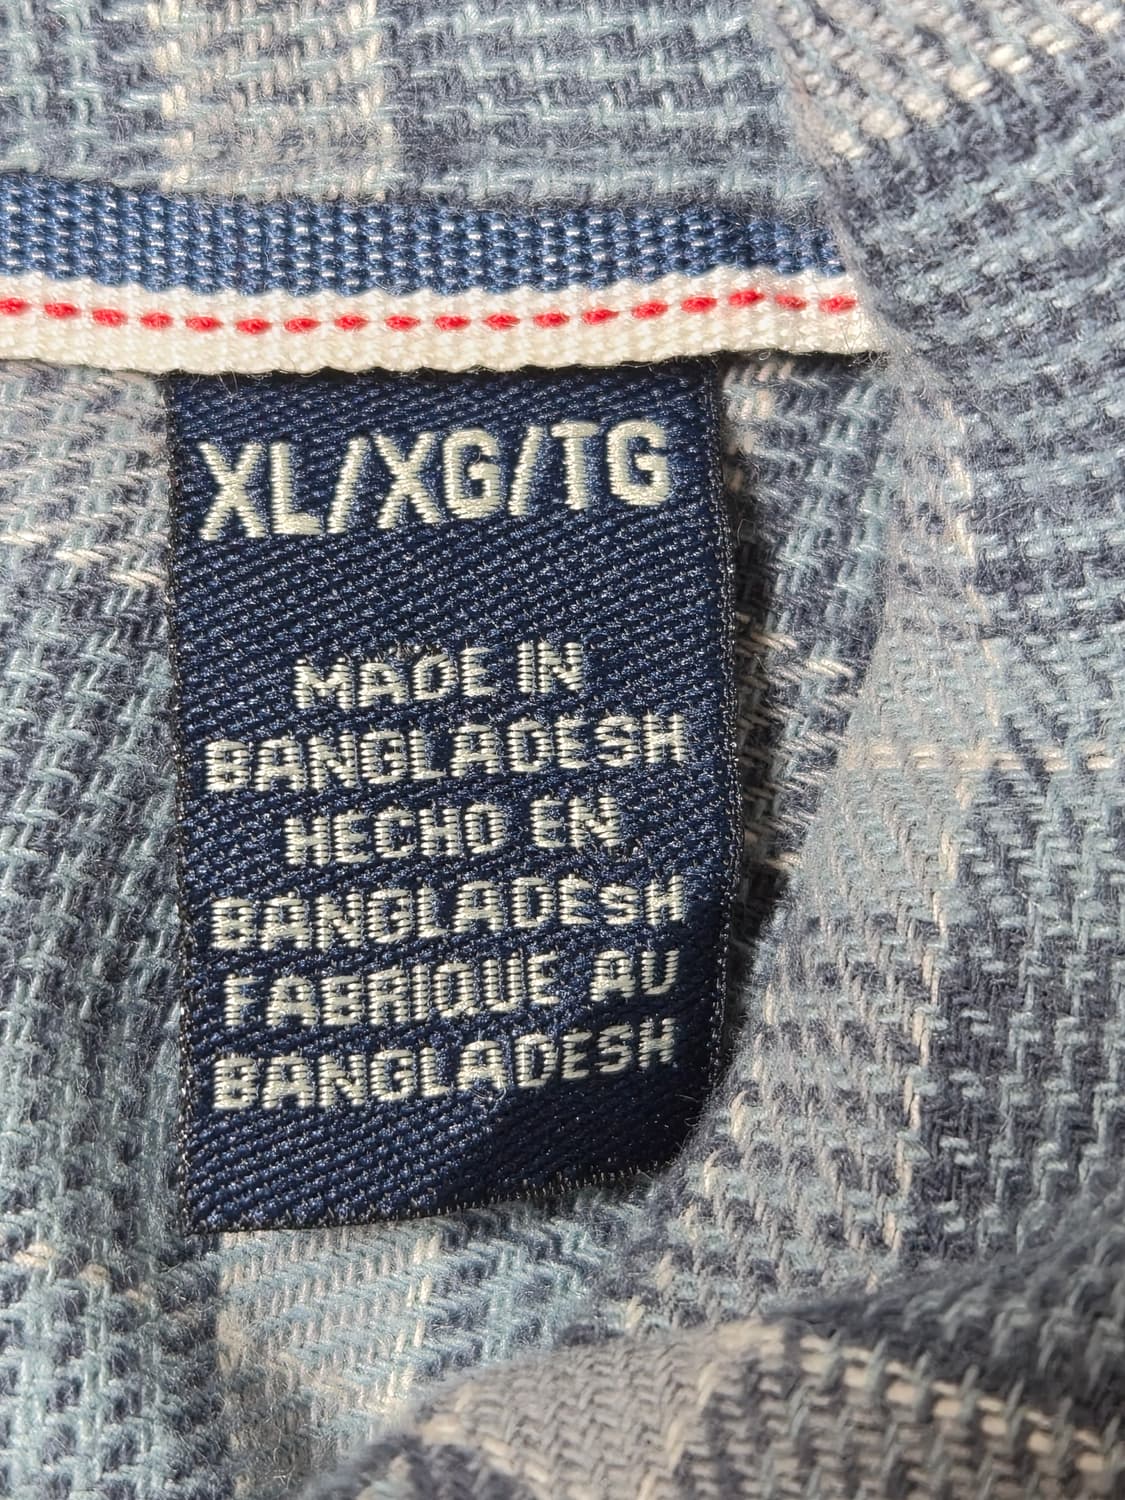 XL/XG/TG
MADE IN
BANGLADESH
HECHO EN
BANGLADESH
FABRIQUE AU
BANGLADESH